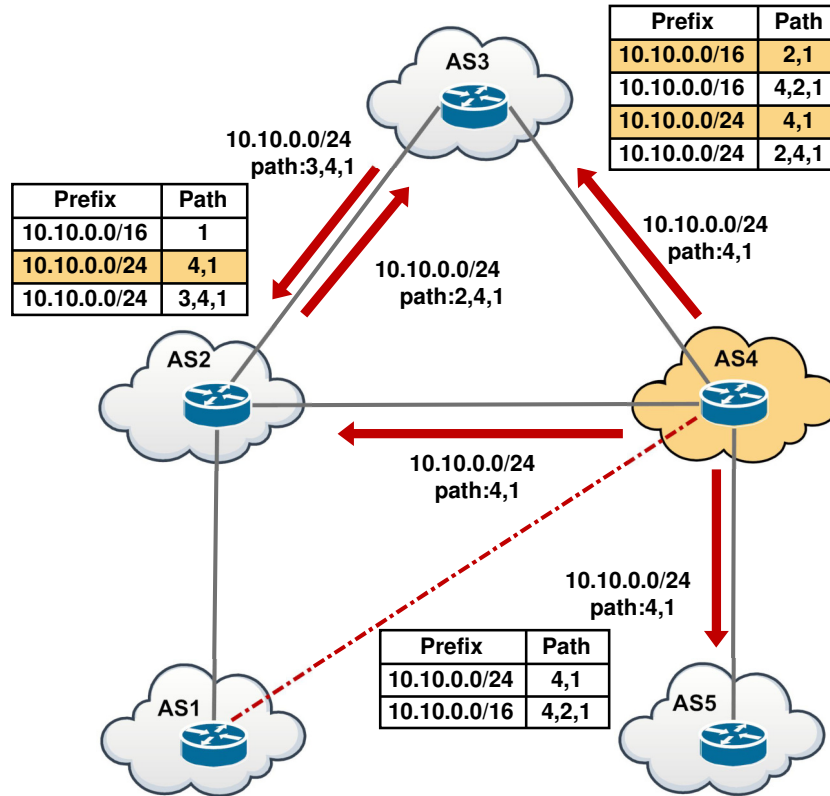 Prefix Path
10.10.0.0/16 2,1
10.10.0.0/16 4,2,1
10.10.0.0/24 4,1
10.10.0.0/24 2,4,1
AS3
10.10.0.0/24
path:3,4,1
Prefix Path
10.10.0.0/16 1
10.10.0.0/24 4,1
10.10.0.0/24 3,4,1
10.10.0.0/24
path:2,4,1
10.10.0.0/24
path:4,1
AS2
AS4
10.10.0.0/24
path:4,1
10.10.0.0/24
path:4,1
Prefix Path
10.10.0.0/24 4,1
10.10.0.0/16 4,2,1
AS1
AS5